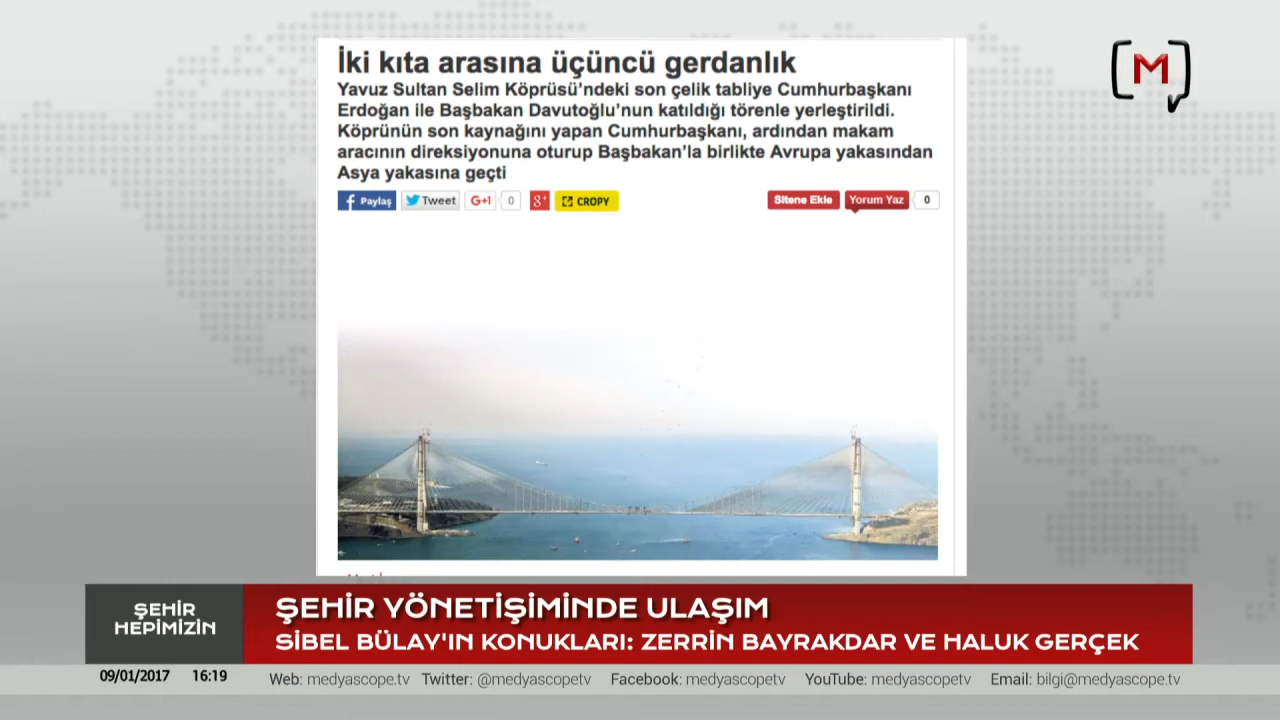 İki kıta arasına üçüncü gerdanlık
Yavuz Sultan Selim Köprüsü'ndeki son çelik tabliye Cumhurbaşkanı
Erdoğan ile Başbakan Davutoğlu'nun katıldığı törenle yerleştirildi.
Köprünün son kaynağını yapan Cumhurbaşkanı, ardından makam
aracının direksiyonuna oturup Başbakan'la birlikte Avrupa yakasından
Asya yakasına geçti
Paylaş Tweet G+1 0 g+ CROPY Sitene Ekle Yorum Yaz 0
M
ŞEHİR
HEPİMİZİN
ŞEHİR YÖNETİŞİMİNDE ULAŞIM
SİBEL BÜLAY'IN KONUKLARI: ZERRİN BAYRAKDAR VE HALUK GERÇEK
09/01/2017 16:19 Web: medyascope.tv Twitter: @medyascopetv Facebook: medyascopetv YouTube: medyascopetv Email: bilgi@medyascope.tv